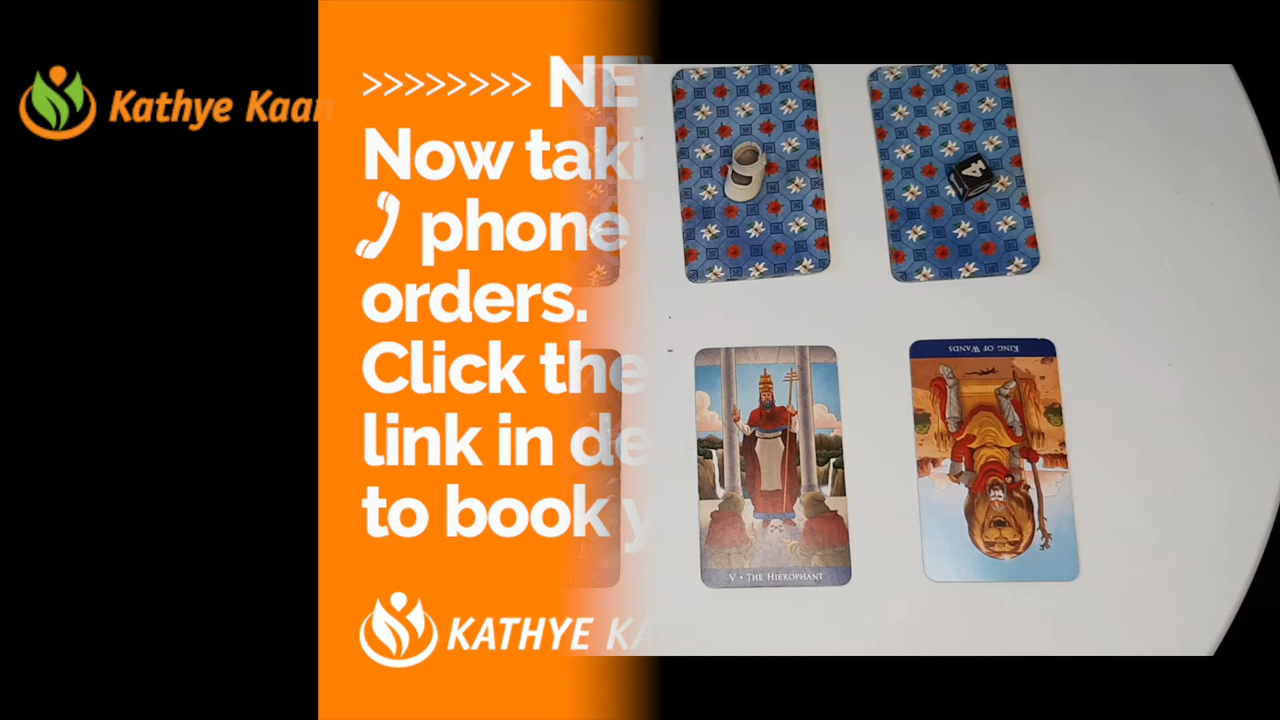 Kathye Kaan
>>>>>>>> NEW
Now taki
phone
orders.
Click the
link in de
to book y
KATHYE KA
4
V • THE HIEROPHANT
KING OF WANDS